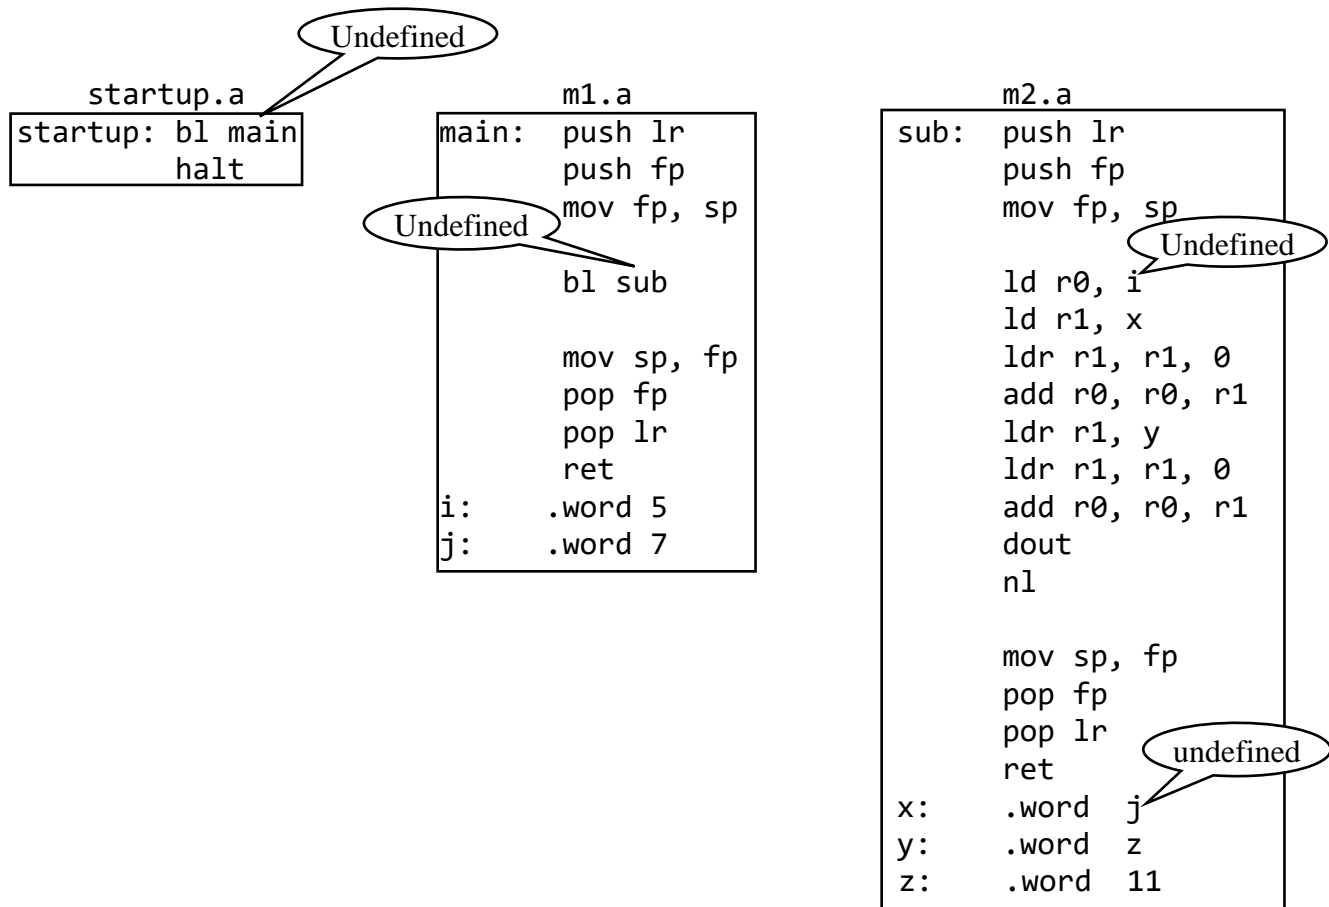 Undefined
startup.a
startup: bl main
halt
m1.a
main: push lr
push fp
mov fp, sp
Undefined
bl sub
mov sp, fp
pop fp
pop lr
ret
i: .word 5
j: .word 7
m2.a
sub: push lr
push fp
mov fp, sp
Undefined
ld r0, i
ld r1, x
ldr r1, r1, 0
add r0, r0, r1
ldr r1, y
ldr r1, r1, 0
add r0, r0, r1
dout
nl
mov sp, fp
pop fp
pop lr
undefined
ret
x: .word j
y: .word z
z: .word 11